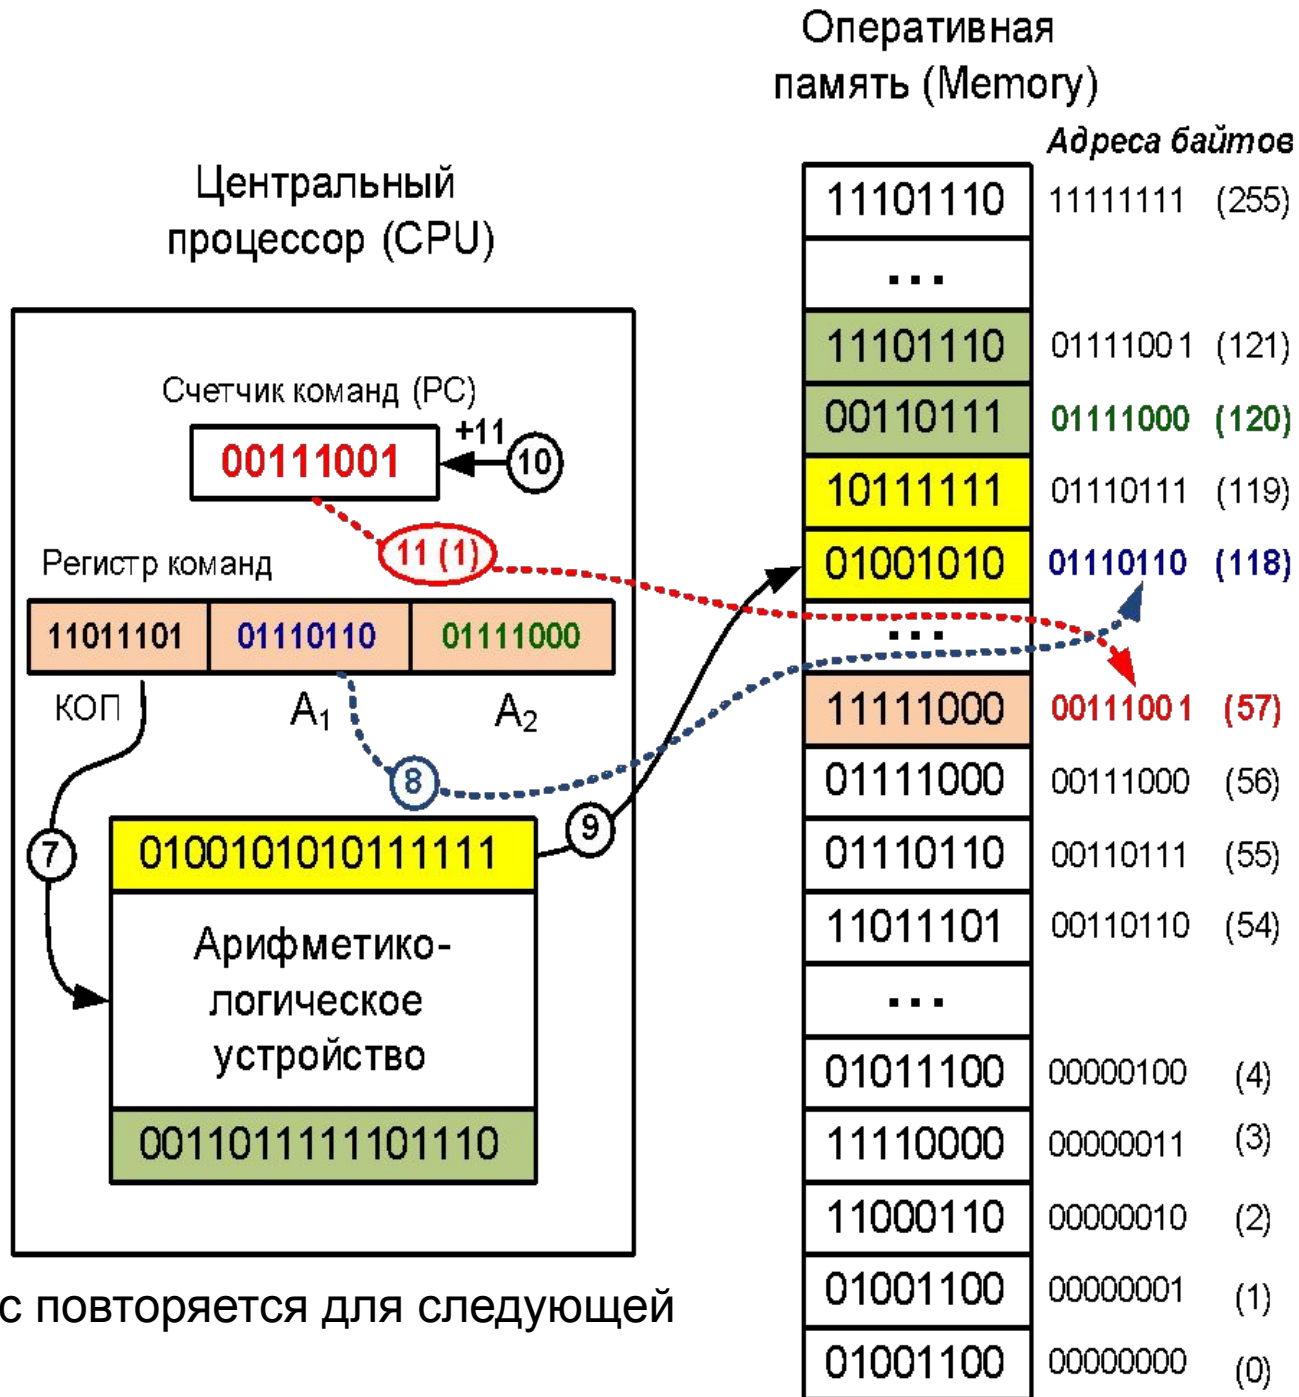 Оперативная
память (Memory)
Адреса байтов
Центральный
процессор (CPU)
11101110 11111111 (255)
...
11101110 01111001 (121)
Счетчик команд (PC)
00110111 01111000 (120)
00111001 +11 10
10111111 01110111 (119)
11 (1)
Регистр команд
01001010 01110110 (118)
11011101 01110110 01111000
...
КОП A1 A2
11111000 00111001 (57)
8
01111000 00111000 (56)
7 9
0100101010111111
01110110 00110111 (55)
11011101 00110110 (54)
Арифметико-
логическое
устройство
...
01011100 00000100 (4)
0011011111101110
11110000 00000011 (3)
11000110 00000010 (2)
с повторяется для следующей
01001100 00000001 (1)
01001100 00000000 (0)